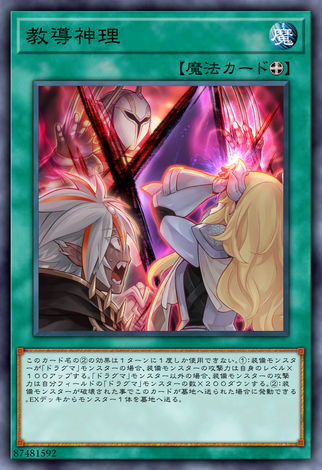 教導神理
魔
【魔法カード】
このカード名の②の効果は１ターンに１度しか使用できない。①：装備モンス
ターが「ドラグマ」モンスターの場合、装備モンスターの攻撃力は自身のレベル×
１００アップする。「ドラグマ」モンスター以外の場合、装備モンスターの攻撃
力は自分フィールドの「ドラグマ」モンスターの数×２００ダウンする。②：装
備モンスターが破壊された事でこのカードが墓地へ送られた場合に発動できる
。EXデッキからモンスター１体を墓地へ送る。
87481592